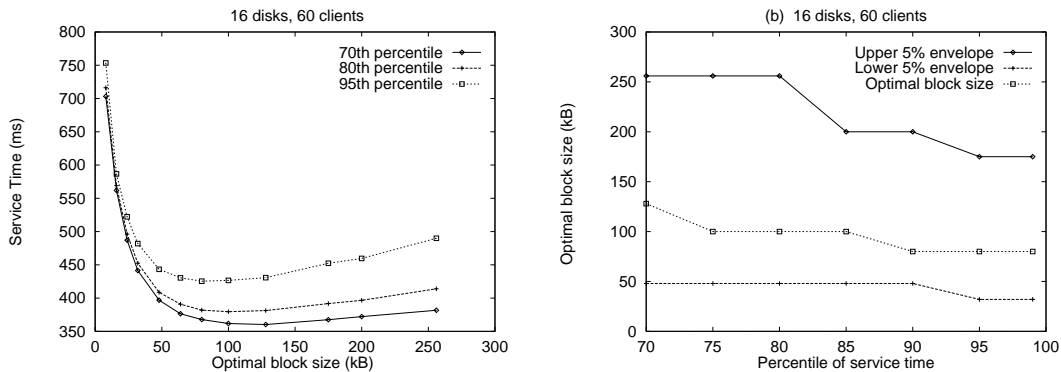 16 disks, 60 clients
800
750
700
650
600
550
500
450
400
350
0
50
100
150
200
250
300
Service Time (ms)
Optimal block size (kB)
70th percentile
80th percentile
95th percentile
(b) 16 disks, 60 clients
300
250
200
150
100
50
0
70
75
80
85
90
95
100
Optimal block size (kB)
Percentile of service time
Upper 5% envelope
Lower 5% envelope
Optimal block size